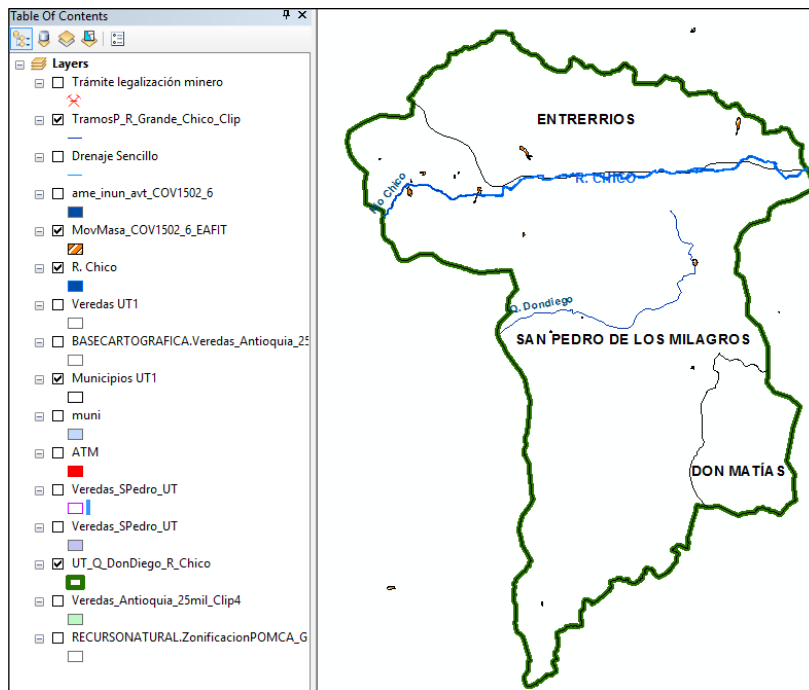 Table Of Contents
Layers
Trámite legalización minero
TramosP_R_Grande_Chico_Clip
Drenaje Sencillo
ame_inun_avt_COV1502_6
MovMasa_COV1502_6_EAFIT
R. Chico
Veredas UT1
BASECARTOGRAFICA.Veredas_Antioquia_25
Municipios UT1
muni
ATM
Veredas_SPedro_UT
Veredas_SPedro_UT
UT_Q_DonDiego_R_Chico
Veredas_Antioquia_25mil_Clip4
RECURSONATURAL.ZonificacionPOMCA_G
ENTRERRIOS
R. CHICO
Rio Chico
Q. Dondiego
SAN PEDRO DE LOS MILAGROS
DON MATÍAS